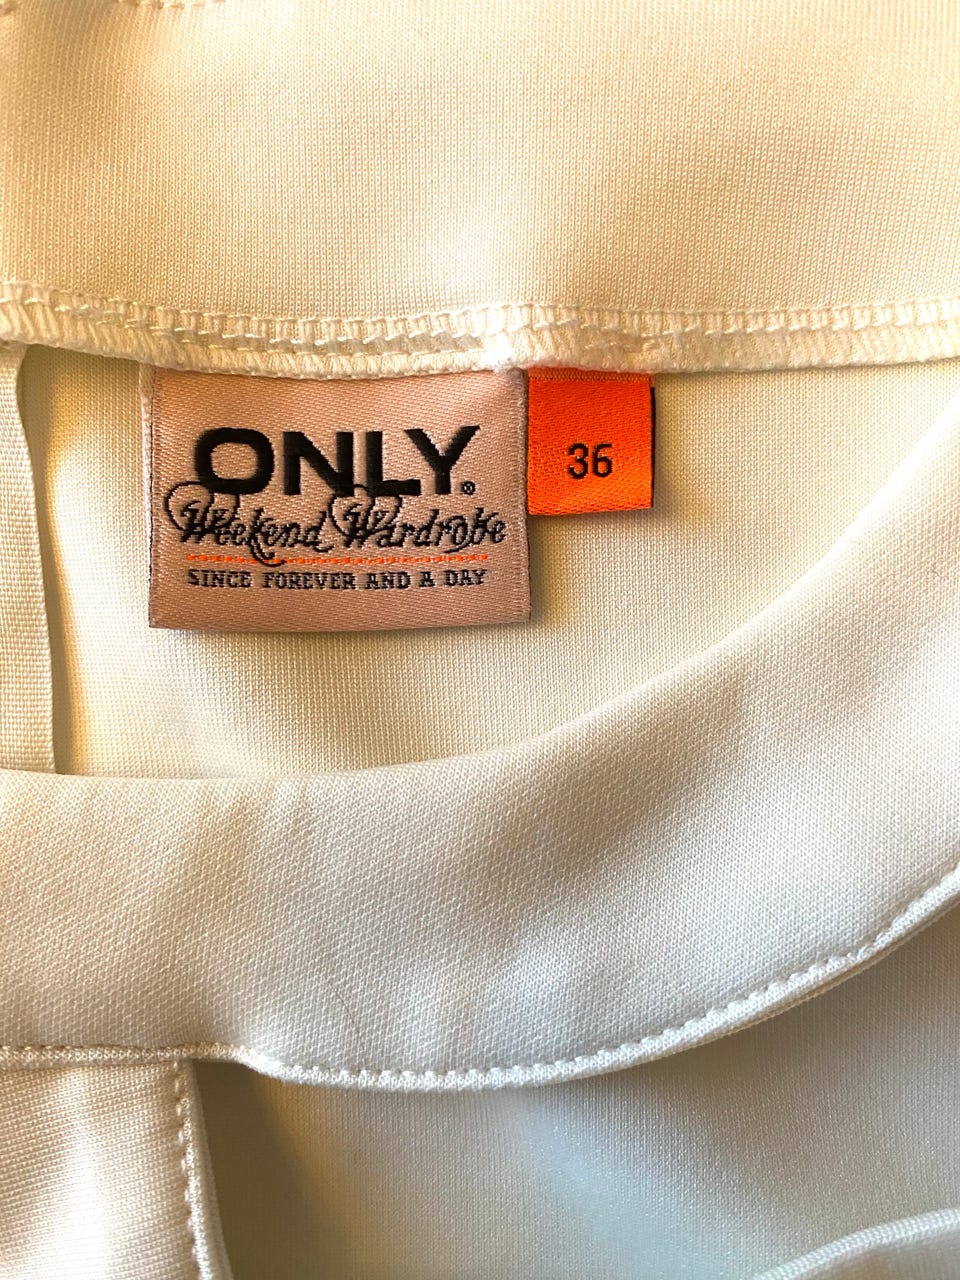 ONLY®
Weekend Wardrobe
SINCE FOREVER AND A DAY
36